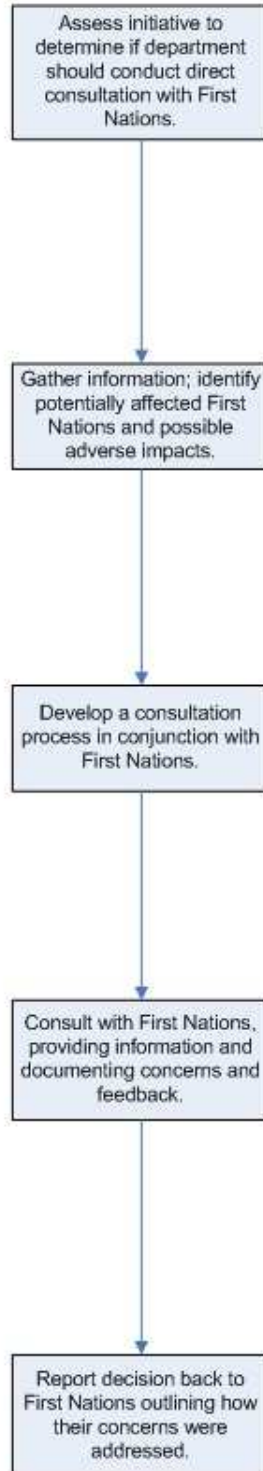 Assess initiative to
determine if department
should conduct direct
consultation with First
Nations.
Gather information; identify
potentially affected First
Nations and possible
adverse impacts.
Develop a consultation
process in conjunction with
First Nations.
Consult with First Nations,
providing information and
documenting concerns and
feedback.
Report decision back to
First Nations outlining how
their concerns were
addressed.